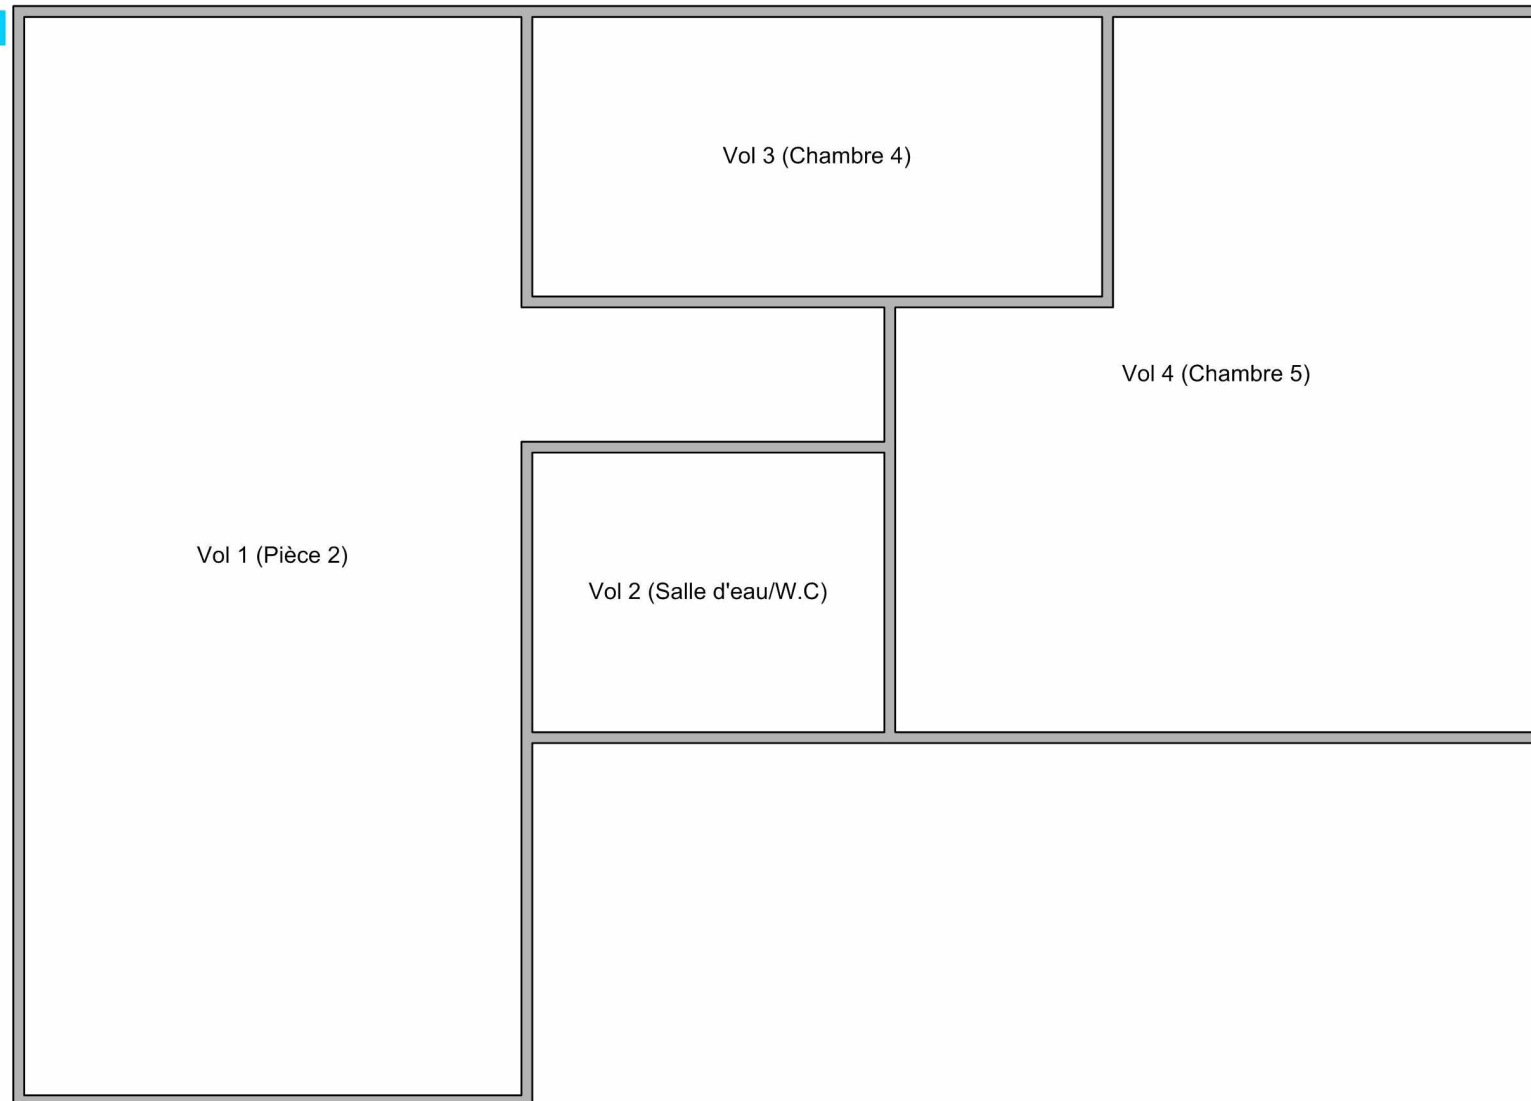 Vol 3 (Chambre 4)
Vol 4 (Chambre 5)
Vol 1 (Pièce 2)
Vol 2 (Salle d'eau/W.C)